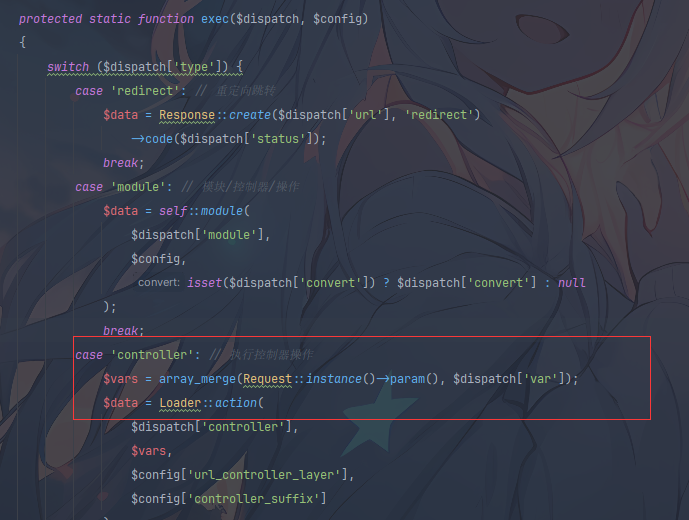 protected static function exec($dispatch, $config)
{
switch ($dispatch['type']) {
case 'redirect': // 重定向跳转
$data = Response::create($dispatch['url'], 'redirect')
->code($dispatch['status']);
break;
case 'module': // 模块/控制器/操作
$data = self::module(
$dispatch['module'],
$config,
convert: isset($dispatch['convert']) ? $dispatch['convert'] : null
);
break;
case 'controller': // 执行控制器操作
$vars = array_merge(Request::instance()->param(), $dispatch['var']);
$data = Loader::action(
$dispatch['controller'],
$vars,
$config['url_controller_layer'],
$config['controller_suffix']